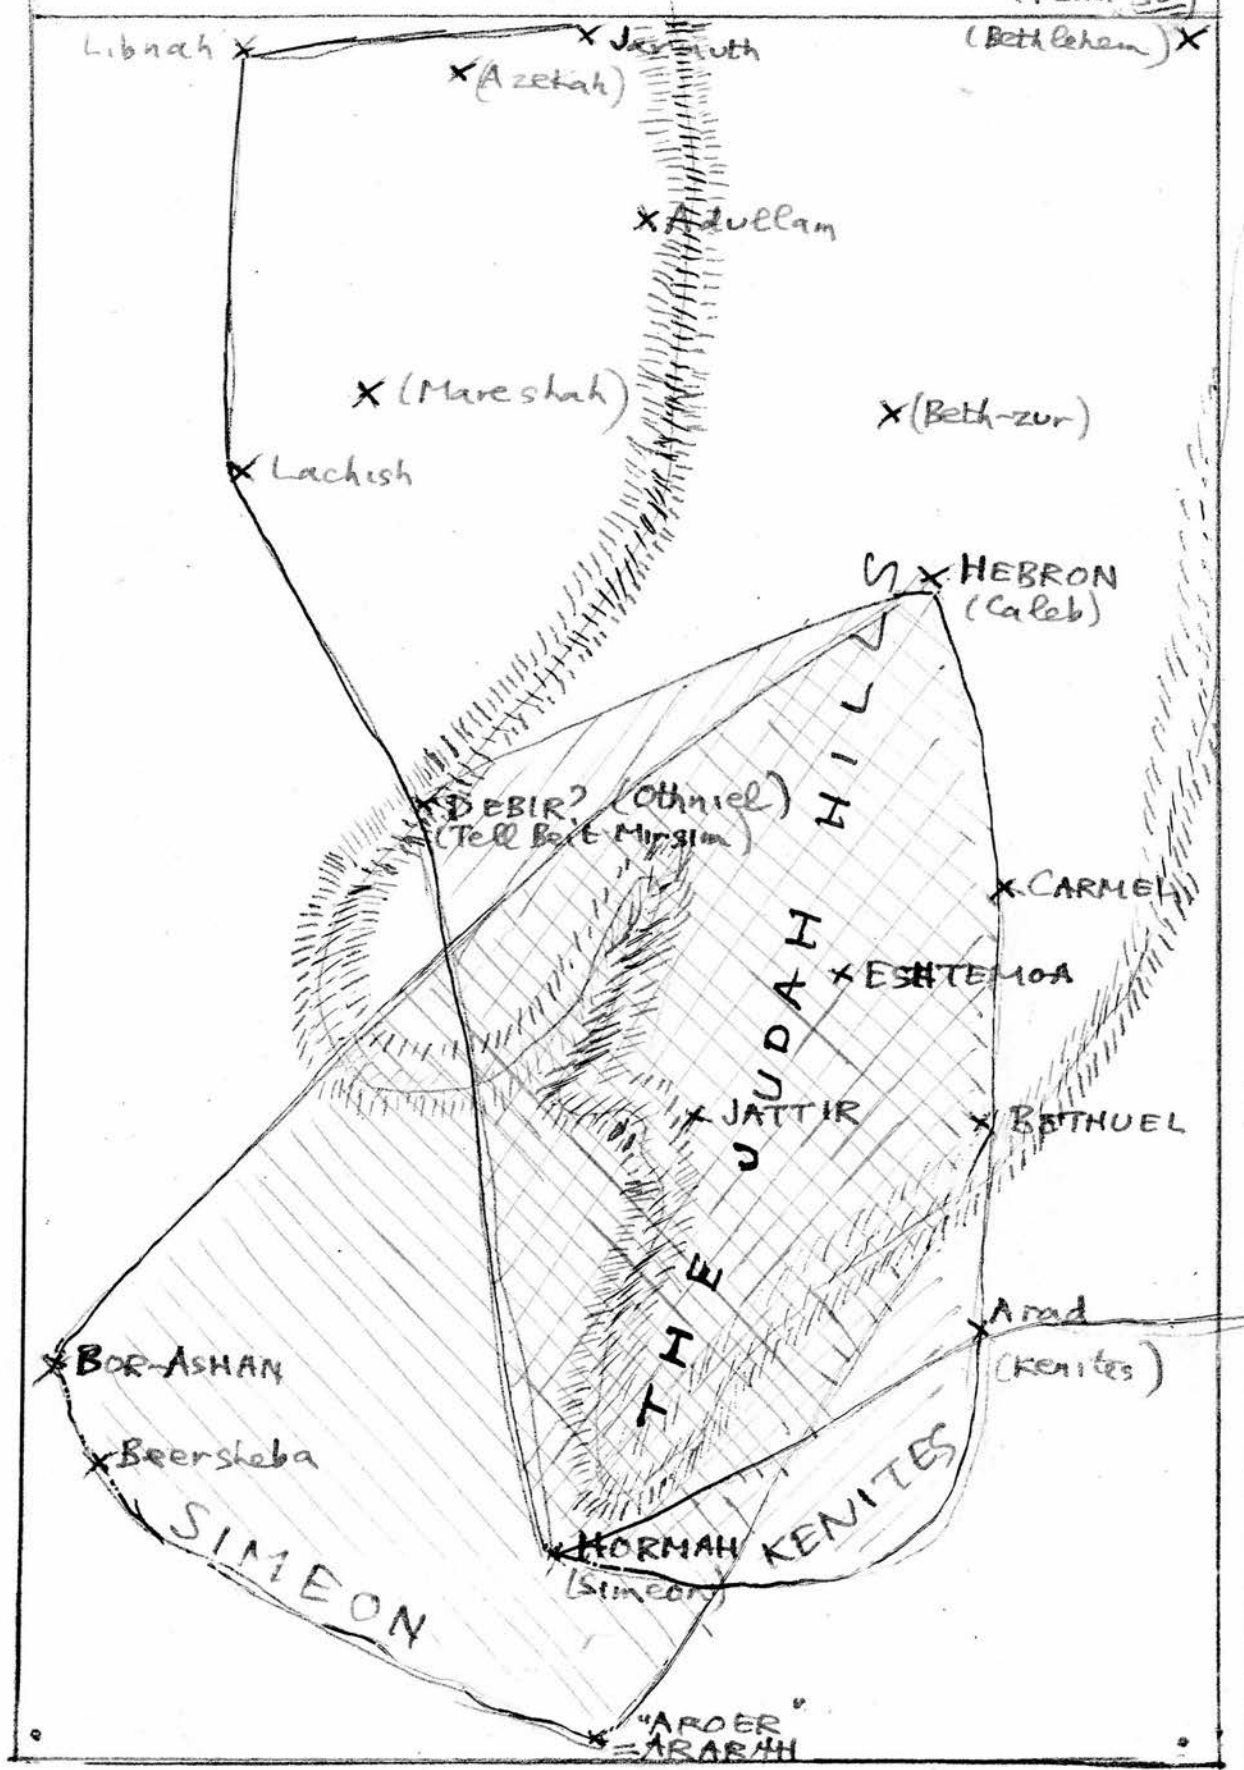 Libnah
Jarmuth
(Bethlehem)
(Azekah)
Adullam
(Mareshah)
(Beth-zur)
Lachish
HEBRON
(Caleb)
THE JUDAH HILLS
DEBIR? (Othniel)
(Tell Beit Mirsim)
CARMEL
ESHTEMOA
JATTIR
BETHUEL
Arad
(Kenites)
BOR-ASHAN
Beersheba
SIMEON
HORMAH
(Simeon)
KENITES
"AROER"
=ARARAH